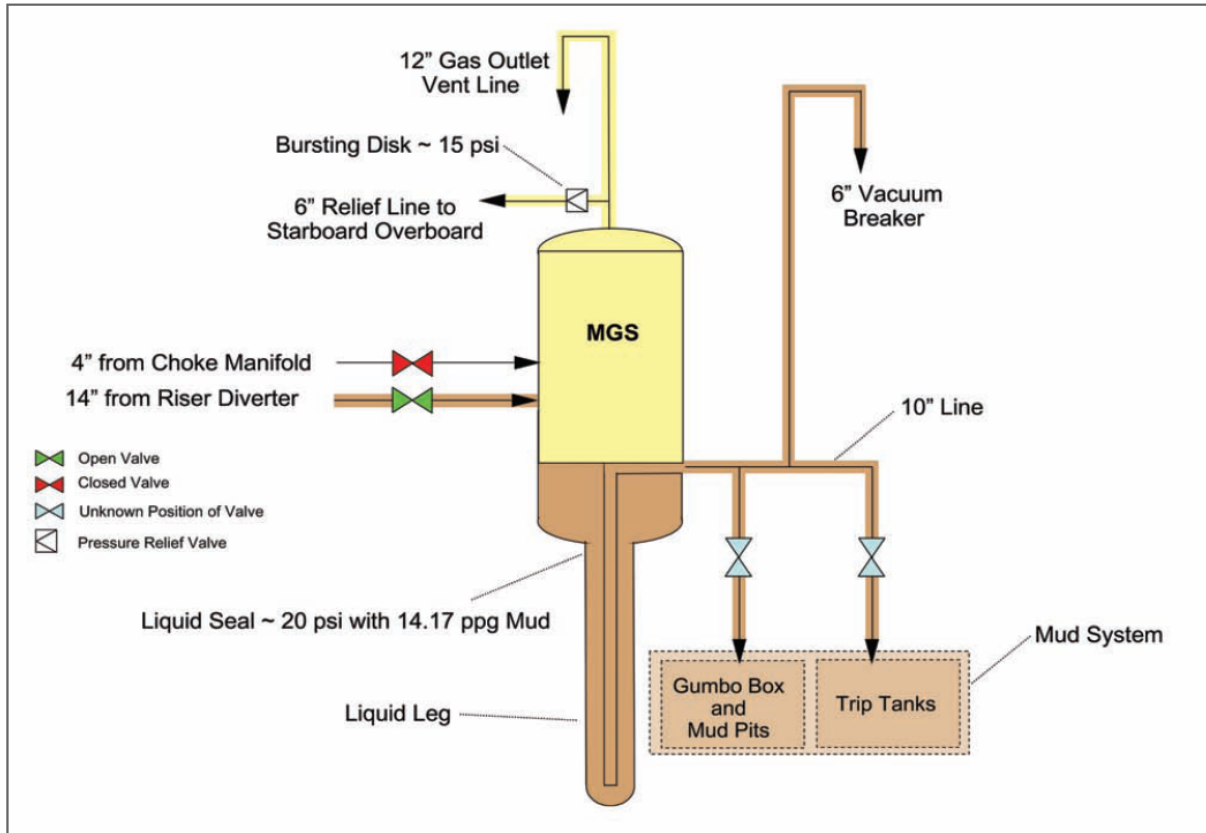 12” Gas Outlet
Vent Line
Bursting Disk ~ 15 psi
6” Relief Line to
Starboard Overboard
6” Vacuum
Breaker
MGS
4” from Choke Manifold
14” from Riser Diverter
10” Line
Open Valve
Closed Valve
Unknown Position of Valve
Pressure Relief Valve
Liquid Seal ~ 20 psi with 14.17 ppg Mud
Mud System
Liquid Leg
Gumbo Box
and
Mud Pits
Trip Tanks